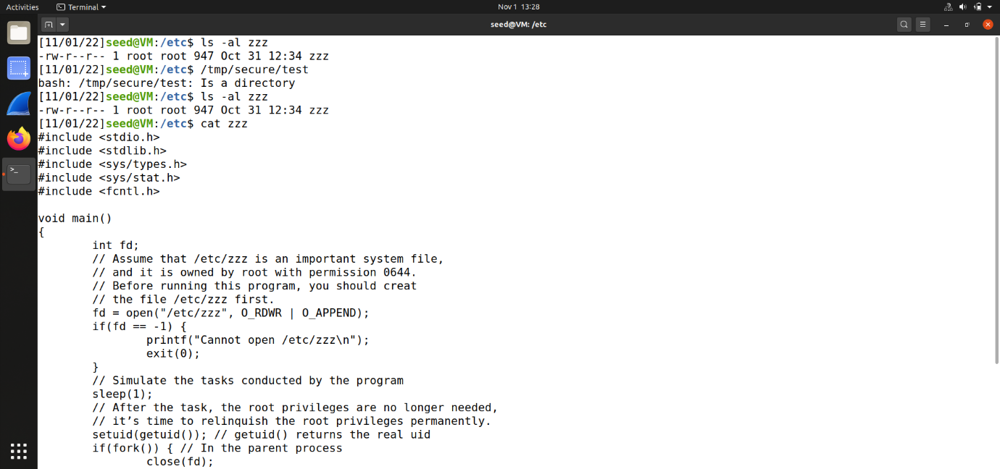 Activities
Terminal
Nov 1 13:28
seed@VM: /etc
[11/01/22]seed@VM:/etc$ ls -al zzz
-rw-r--r-- 1 root root 947 Oct 31 12:34 zzz
[11/01/22]seed@VM:/etc$ /tmp/secure/test
bash: /tmp/secure/test: Is a directory
[11/01/22]seed@VM:/etc$ ls -al zzz
-rw-r--r-- 1 root root 947 Oct 31 12:34 zzz
[11/01/22]seed@VM:/etc$ cat zzz
#include <stdio.h>
#include <stdlib.h>
#include <sys/types.h>
#include <sys/stat.h>
#include <fcntl.h>
void main()
{
int fd;
// Assume that /etc/zzz is an important system file,
// and it is owned by root with permission 0644.
// Before running this program, you should creat
// the file /etc/zzz first.
fd = open("/etc/zzz", O_RDWR | O_APPEND);
if(fd == -1) {
printf("Cannot open /etc/zzz\n");
exit(0);
}
// Simulate the tasks conducted by the program
sleep(1);
// After the task, the root privileges are no longer needed,
// it’s time to relinquish the root privileges permanently.
setuid(getuid()); // getuid() returns the real uid
if(fork()) { // In the parent process
close(fd);